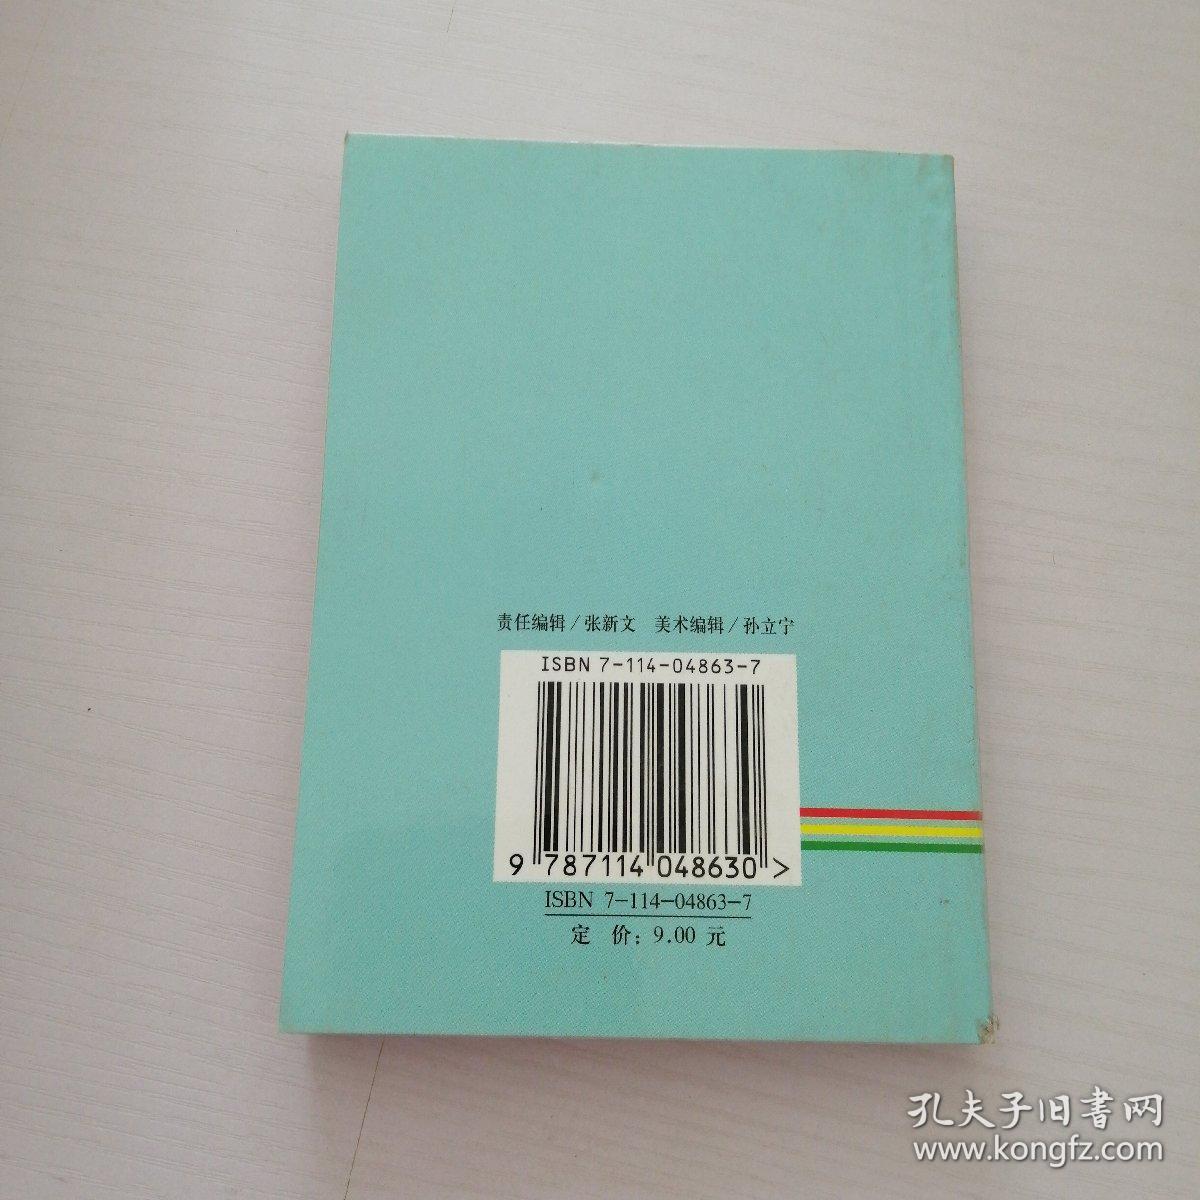 责任编辑/张新文 美术编辑/孙立宁
ISBN 7-114-04863-7
9 787114 048630 >
ISBN 7-114-04863-7
定 价: 9.00 元
孔夫子旧書网
www.kongfz.com